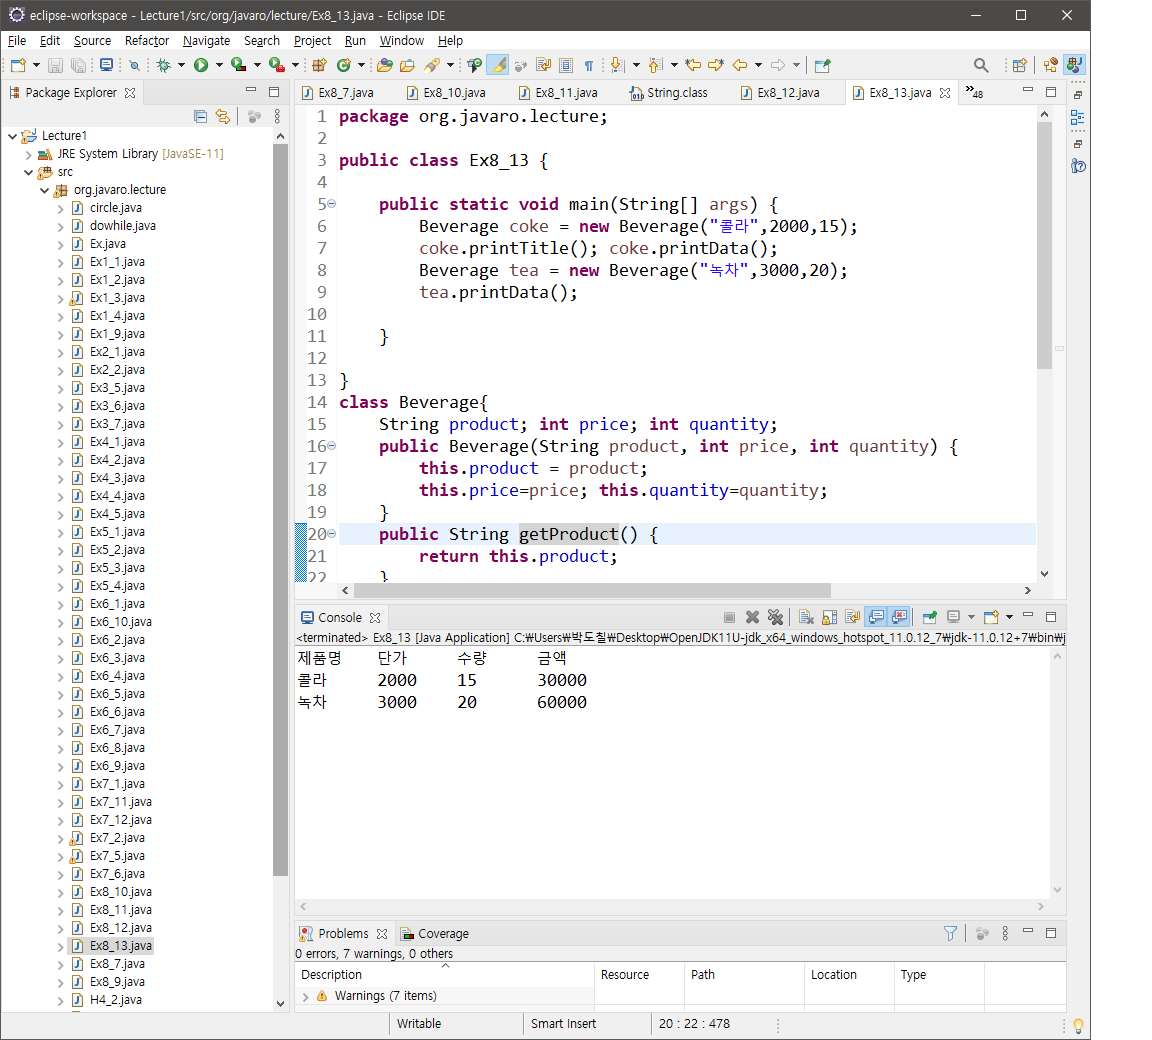 eclipse-workspace - Lecture1/src/org/javaro/lecture/Ex8_13.java - Eclipse IDE
File Edit Source Refactor Navigate Search Project Run Window Help
Package Explorer
Lecture1
JRE System Library [JavaSE-11]
src
org.javaro.lecture
circle.java
dowhile.java
Ex.java
Ex1_1.java
Ex1_2.java
Ex1_3.java
Ex1_4.java
Ex1_9.java
Ex2_1.java
Ex2_2.java
Ex3_5.java
Ex3_6.java
Ex3_7.java
Ex4_1.java
Ex4_2.java
Ex4_3.java
Ex4_4.java
Ex4_5.java
Ex5_1.java
Ex5_2.java
Ex5_3.java
Ex5_4.java
Ex6_1.java
Ex6_10.java
Ex6_2.java
Ex6_3.java
Ex6_4.java
Ex6_5.java
Ex6_6.java
Ex6_7.java
Ex6_8.java
Ex6_9.java
Ex7_1.java
Ex7_11.java
Ex7_12.java
Ex7_2.java
Ex7_5.java
Ex7_6.java
Ex8_10.java
Ex8_11.java
Ex8_12.java
Ex8_13.java
Ex8_7.java
Ex8_9.java
H4_2.java
Ex8_7.java Ex8_10.java Ex8_11.java String.class Ex8_12.java Ex8_13.java »48
1 package org.javaro.lecture;
2
3 public class Ex8_13 {
4
5 public static void main(String[] args) {
6 Beverage coke = new Beverage("콜라",2000,15);
7 coke.printTitle(); coke.printData();
8 Beverage tea = new Beverage("녹차",3000,20);
9 tea.printData();
10
11 }
12
13 }
14 class Beverage{
15 String product; int price; int quantity;
16 public Beverage(String product, int price, int quantity) {
17 this.product = product;
18 this.price=price; this.quantity=quantity;
19 }
20 public String getProduct() {
21 return this.product;
22 }
Console
<terminated> Ex8_13 [Java Application] C:₩Users₩박도칠₩Desktop₩OpenJDK11U-jdk_x64_windows_hotspot_11.0.12_7₩jdk-11.0.12+7₩bin₩j
제품명 단가 수량 금액
콜라 2000 15 30000
녹차 3000 20 60000
Problems Coverage
0 errors, 7 warnings, 0 others
Description Resource Path Location Type
Warnings (7 items)
Writable Smart Insert 20 : 22 : 478